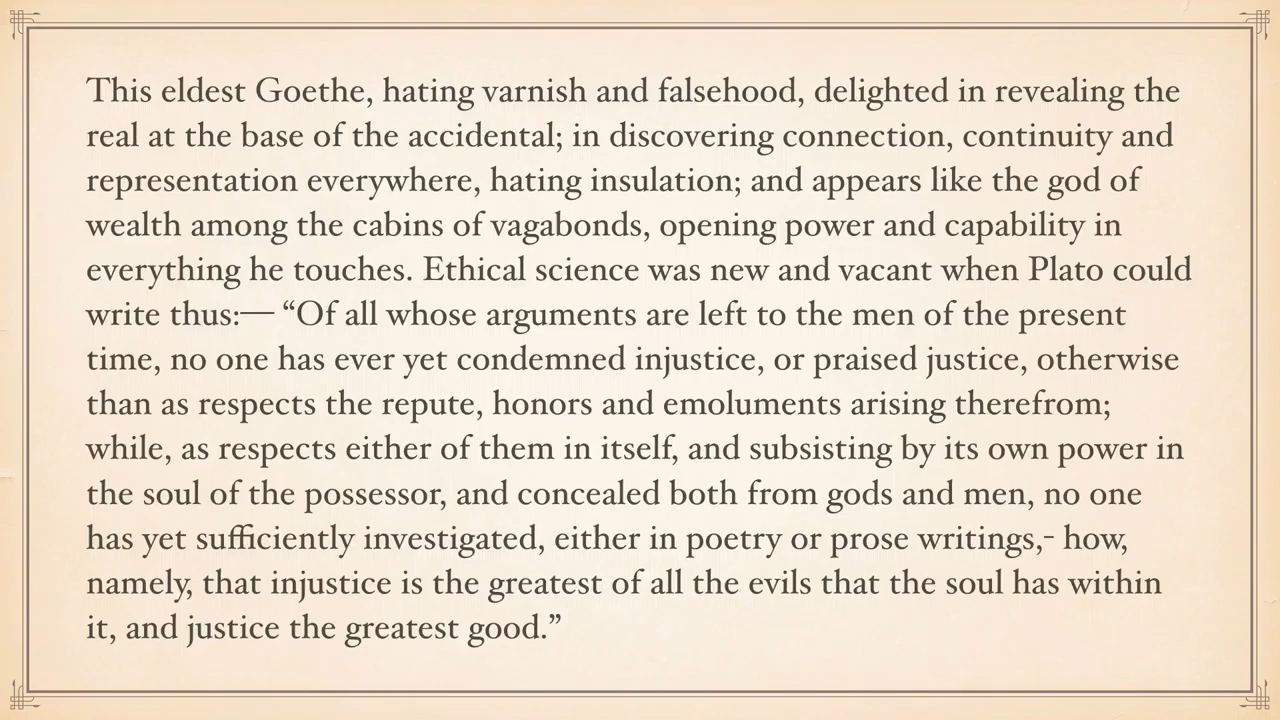 This eldest Goethe, hating varnish and falsehood, delighted in revealing the
real at the base of the accidental; in discovering connection, continuity and
representation everywhere, hating insulation; and appears like the god of
wealth among the cabins of vagabonds, opening power and capability in
everything he touches. Ethical science was new and vacant when Plato could
write thus:— “Of all whose arguments are left to the men of the present
time, no one has ever yet condemned injustice, or praised justice, otherwise
than as respects the repute, honors and emoluments arising therefrom;
while, as respects either of them in itself, and subsisting by its own power in
the soul of the possessor, and concealed both from gods and men, no one
has yet sufficiently investigated, either in poetry or prose writings,- how,
namely, that injustice is the greatest of all the evils that the soul has within
it, and justice the greatest good.”